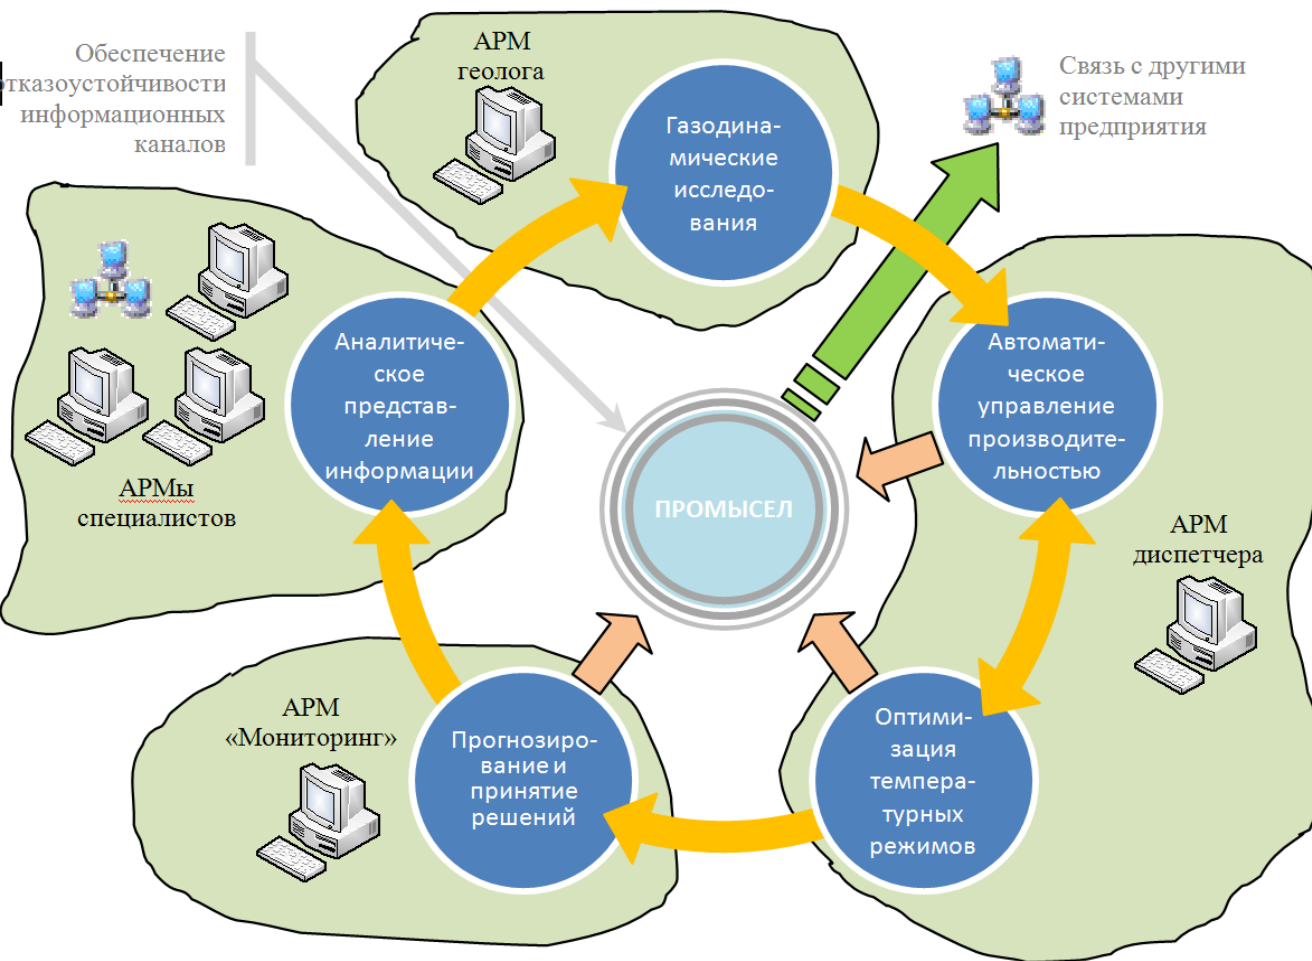 Обеспечение
отказоустойчивости
информационных
каналов
АРМ
геолога
Газодина-
мические
исследо-
вания
Связь с другими
системами
предприятия
Аналитиче-
ское
представ-
ление
информации
АРМы
специалистов
ПРОМЫСЕЛ
Автомати-
ческое
управление
производите-
льностью
АРМ
диспетчера
АРМ
«Мониторинг»
Прогнозиро-
вание и
принятие
решений
Оптими-
зация
темпера-
турных
режимов